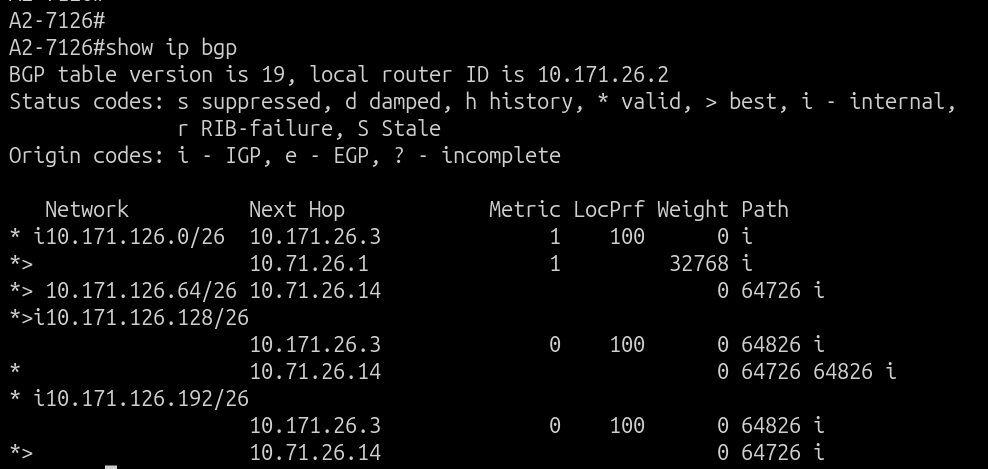 A2-7126#
A2-7126#
A2-7126#show ip bgp
BGP table version is 19, local router ID is 10.171.26.2
Status codes: s suppressed, d damped, h history, * valid, > best, i - internal,
              r RIB-failure, S Stale
Origin codes: i - IGP, e - EGP, ? - incomplete

   Network          Next Hop            Metric LocPrf Weight Path
* i10.171.126.0/26  10.171.26.3              1    100      0 i
*>                  10.71.26.1               1         32768 i
*> 10.171.126.64/26 10.71.26.14                            0 64726 i
*>i10.171.126.128/26
                    10.171.26.3              0    100      0 64826 i
*                   10.71.26.14                            0 64726 64826 i
* i10.171.126.192/26
                    10.171.26.3              0    100      0 64826 i
*>                  10.71.26.14                            0 64726 i